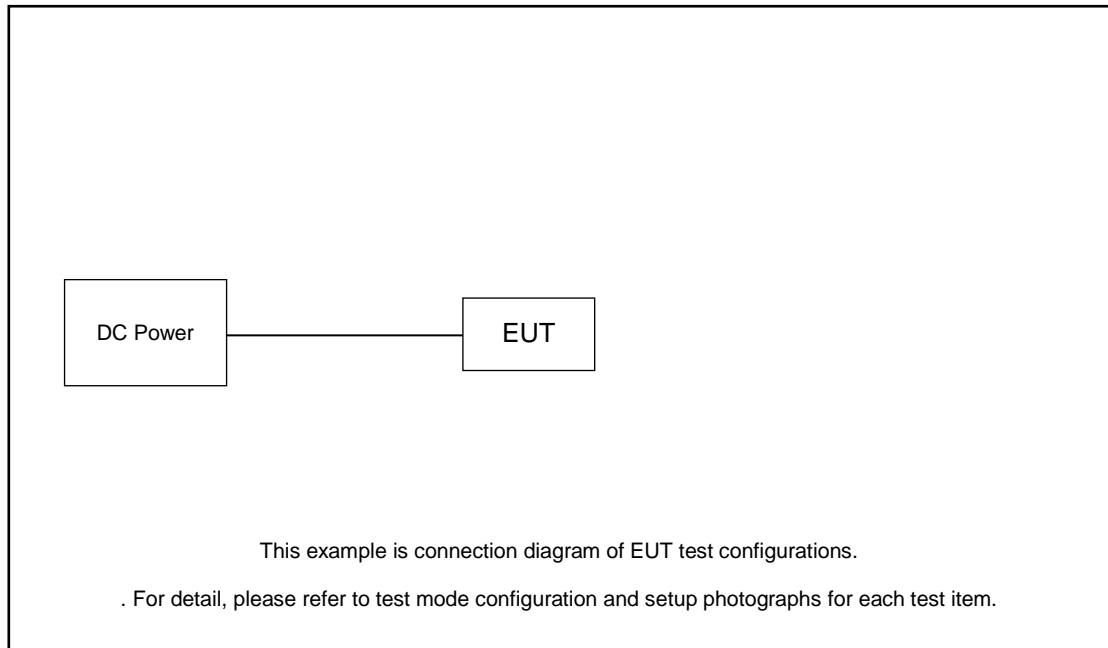 DC Power
EUT
This example is connection diagram of EUT test configurations.
. For detail, please refer to test mode configuration and setup photographs for each test item.